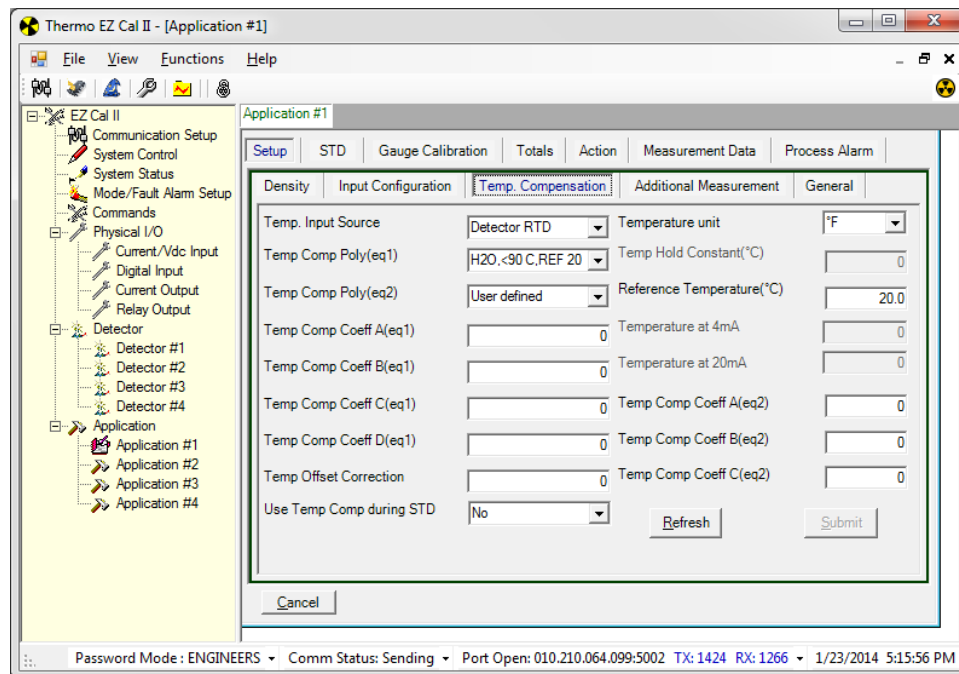 Thermo EZ Cal II - [Application #1]
File View Functions Help
EZ Cal II
Communication Setup
System Control
System Status
Mode/Fault Alarm Setup
Commands
Physical I/O
Current/Vdc Input
Digital Input
Current Output
Relay Output
Detector
Detector #1
Detector #2
Detector #3
Detector #4
Application
Application #1
Application #2
Application #3
Application #4
Application #1
Setup STD Gauge Calibration Totals Action Measurement Data Process Alarm
Density Input Configuration Temp. Compensation Additional Measurement General
Temp. Input Source Detector RTD Temperature unit °F
Temp Comp Poly(eq1) H2O,<90 C,REF 20 Temp Hold Constant(°C) 0
Temp Comp Poly(eq2) User defined Reference Temperature(°C) 20.0
Temp Comp Coeff A(eq1) 0 Temperature at 4mA 0
Temp Comp Coeff B(eq1) 0 Temperature at 20mA 0
Temp Comp Coeff C(eq1) 0 Temp Comp Coeff A(eq2) 0
Temp Comp Coeff D(eq1) 0 Temp Comp Coeff B(eq2) 0
Temp Offset Correction 0 Temp Comp Coeff C(eq2) 0
Use Temp Comp during STD No Refresh Submit
Cancel
Password Mode : ENGINEERS Comm Status: Sending Port Open: 010.210.064.099:5002 TX: 1424 RX: 1266 1/23/2014 5:15:56 PM